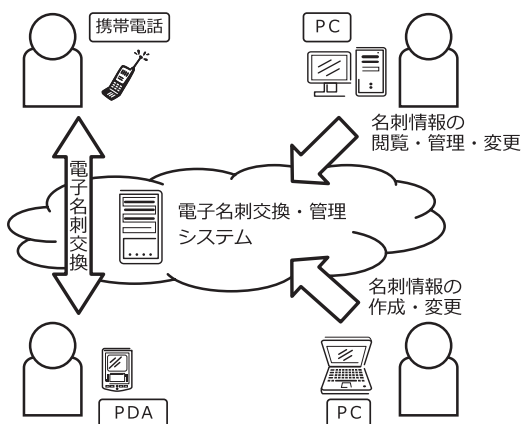 携帯電話
PC
名刺情報の
閲覧・管理・変更
電子名刺交換
電子名刺交換・管理
システム
名刺情報の
作成・変更
PDA
PC